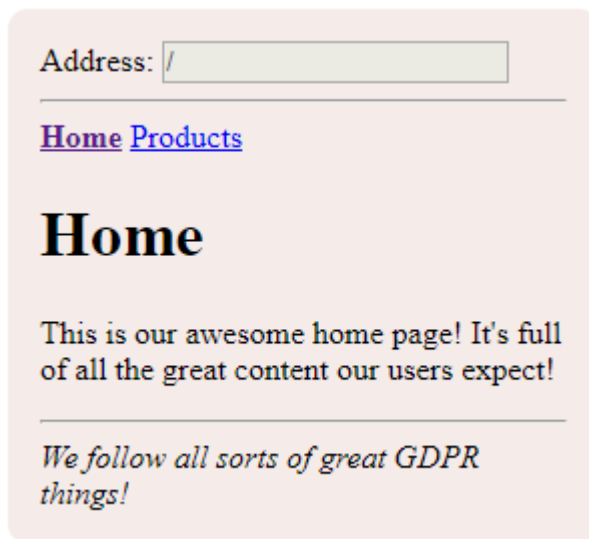 Address: /
Home Products
Home
This is our awesome home page! It's full
of all the great content our users expect!
We follow all sorts of great GDPR
things!